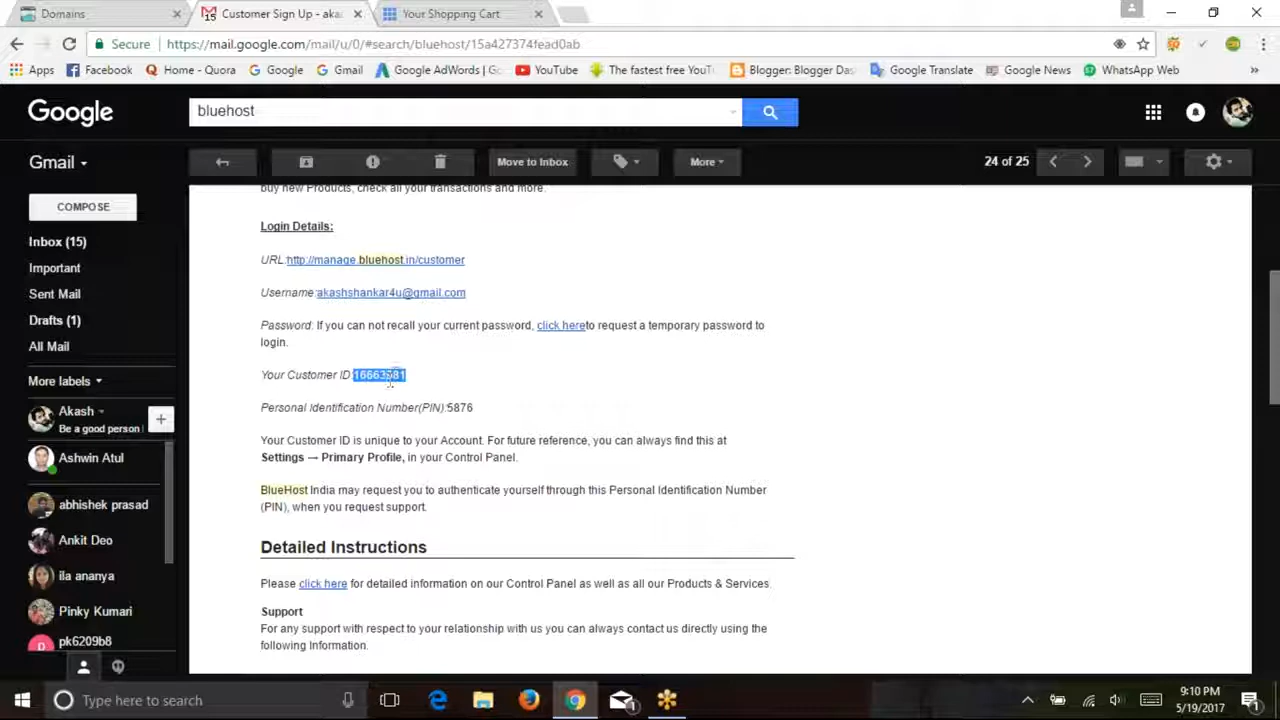 Domains
Customer Sign Up - aka
Your Shopping Cart
Secure
https://mail.google.com/mail/u/0/#search/bluehost/15a427374fead0ab
Apps
Facebook
Home - Quora
Google
Gmail
Google AdWords | Go
YouTube
The fastest free YouT
Blogger: Blogger Das
Google Translate
Google News
WhatsApp Web
»
Google
bluehost
Gmail
Move to Inbox
More
24 of 25
COMPOSE
Inbox (15)
Important
Sent Mail
Drafts (1)
All Mail
More labels
Akash
Be a good person
Ashwin Atul
abhishek prasad
Ankit Deo
ila ananya
Pinky Kumari
pk6209b8
buy new Products, check all your transactions and more.
Login Details:
URL:http://manage.bluehost.in/customer
Username:akashshankar4u@gmail.com
Password: If you can not recall your current password, click hereto request a temporary password to
login.
Your Customer ID:
Personal Identification Number(PIN):5876
Your Customer ID is unique to your Account. For future reference, you can always find this at
Settings → Primary Profile, in your Control Panel.
BlueHost India may request you to authenticate yourself through this Personal Identification Number
(PIN), when you request support.
Detailed Instructions
Please click here for detailed information on our Control Panel as well as all our Products & Services.
Support
For any support with respect to your relationship with us you can always contact us directly using the
following Information.
Type here to search
9:10 PM
5/19/2017